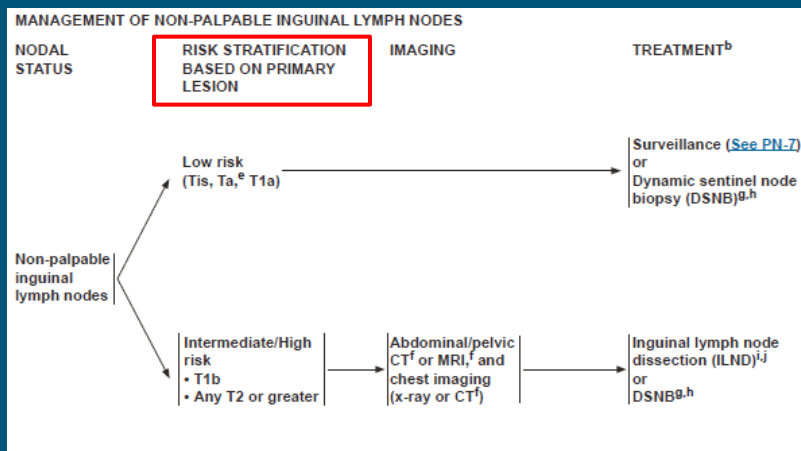 MANAGEMENT OF NON-PALPABLE INGUINAL LYMPH NODES
NODAL
STATUS
RISK STRATIFICATION
BASED ON PRIMARY
LESION
IMAGING
TREATMENTb
Non-palpable
inguinal
lymph nodes
Low risk
(Tis, Ta,e T1a)
Surveillance (See PN-7)
or
Dynamic sentinel node
biopsy (DSNB)g,h
Intermediate/High
risk
• T1b
• Any T2 or greater
Abdominal/pelvic
CTf or MRI,f and
chest imaging
(x-ray or CTf)
Inguinal lymph node
dissection (ILND)i,j
or
DSNBg,h